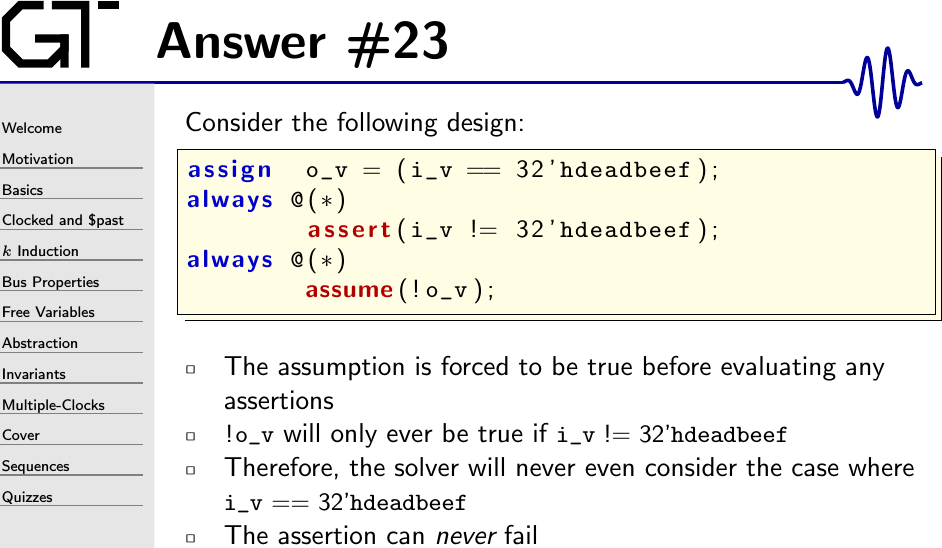 GT
Answer #23
Welcome
Motivation
Basics
Clocked and $past
k Induction
Bus Properties
Free Variables
Abstraction
Invariants
Multiple-Clocks
Cover
Sequences
Quizzes
Consider the following design:
assign o_v = (i_v == 32'hdeadbeef);
always @(*)
assert(i_v != 32'hdeadbeef);
always @(*)
assume(!o_v);
▫ The assumption is forced to be true before evaluating any
assertions
▫ !o_v will only ever be true if i_v != 32'hdeadbeef
▫ Therefore, the solver will never even consider the case where
i_v == 32'hdeadbeef
▫ The assertion can never fail